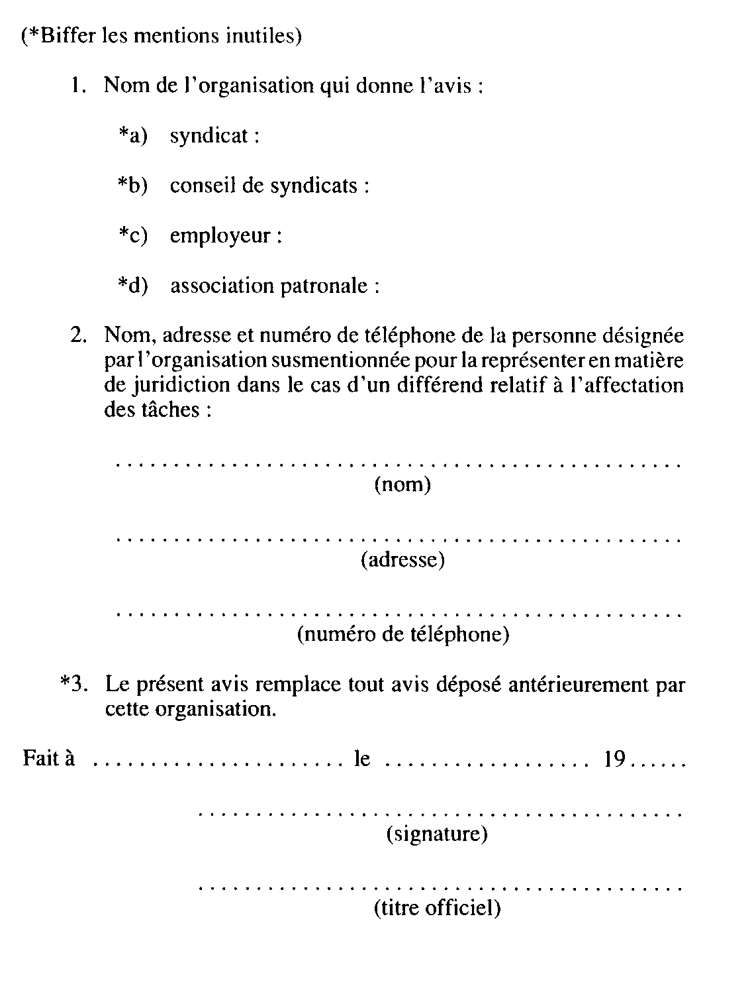 (*Biffer les mentions inutiles)
1. Nom de l'organisation qui donne l'avis :
*a) syndicat :
*b) conseil de syndicats :
*c) employeur :
*d) association patronale :
2. Nom, adresse et numéro de téléphone de la personne désignée
par l'organisation susmentionnée pour la représenter en matière
de juridiction dans le cas d'un différend relatif à l'affectation
des tâches :
. . . . . . . . . . . . . . . . . . . . . . . . . . . . . . . . . . . . . . . . . . . . . . . . .
(nom)
. . . . . . . . . . . . . . . . . . . . . . . . . . . . . . . . . . . . . . . . . . . . . . . . .
(adresse)
. . . . . . . . . . . . . . . . . . . . . . . . . . . . . . . . . . . . . . . . . . . . . . . . .
(numéro de téléphone)
*3. Le présent avis remplace tout avis déposé antérieurement par
cette organisation.
Fait à . . . . . . . . . . . . . . . . . . . . . . le . . . . . . . . . . . . . . . . . . 19 . . . . . .
. . . . . . . . . . . . . . . . . . . . . . . . . . . . . . . . . . . . . . . . . .
(signature)
. . . . . . . . . . . . . . . . . . . . . . . . . . . . . . . . . . . . . . . . . .
(titre officiel)